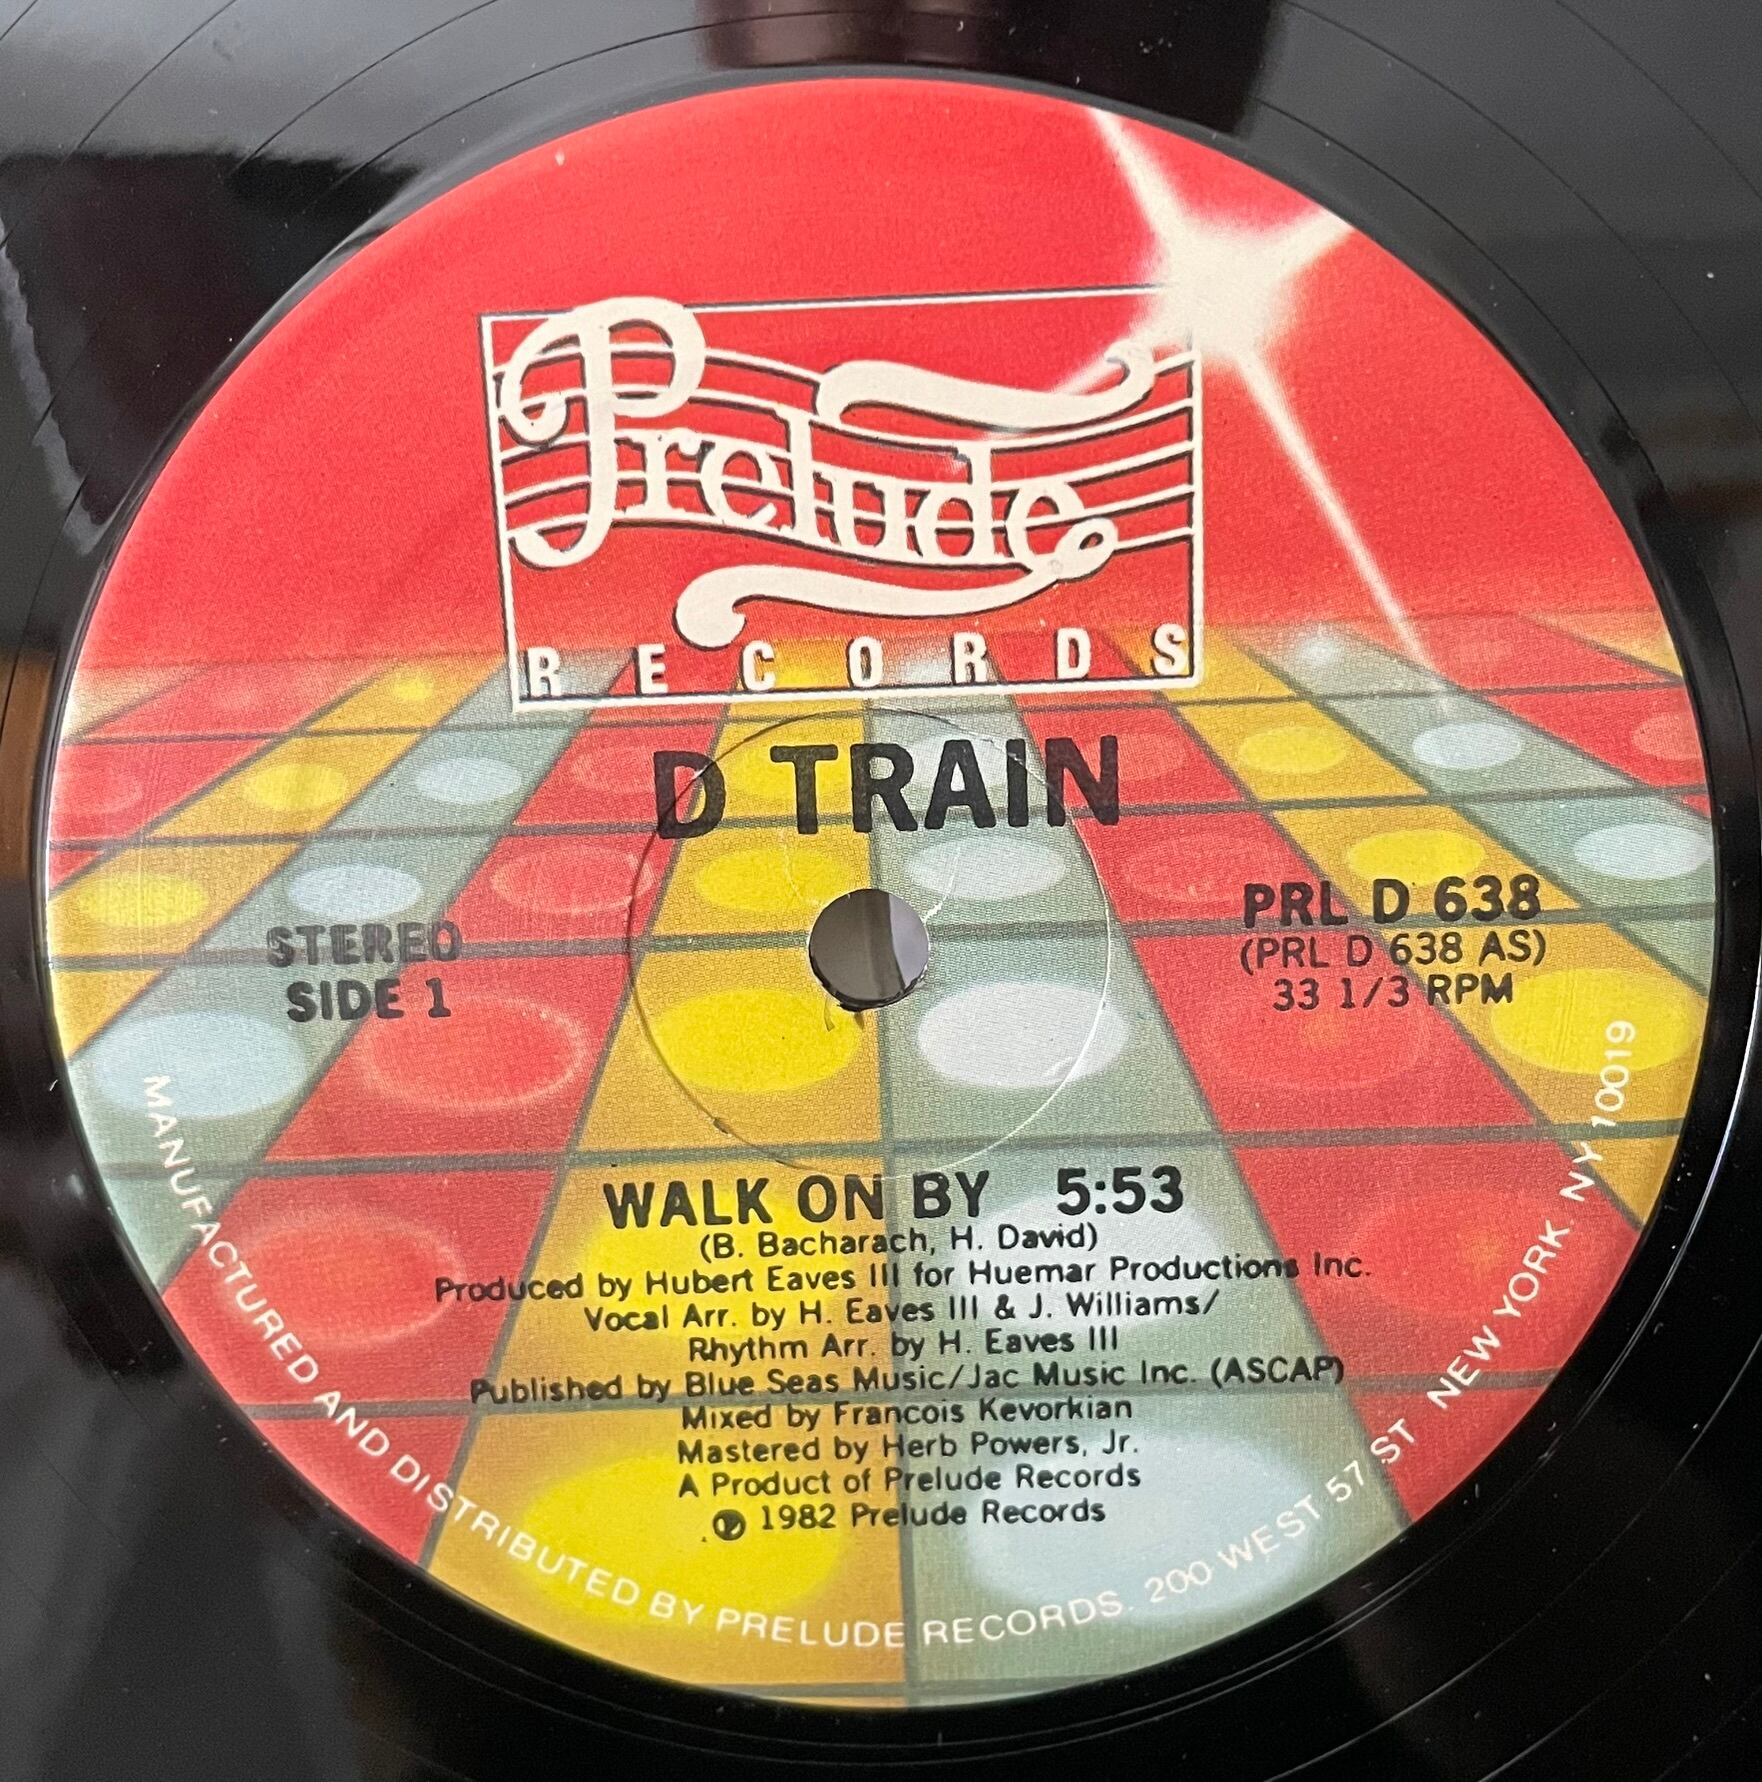 Prelude
RECORDS
D TRAIN
STEREO
SIDE 1
PRL D 638
(PRL D 638 AS)
33 1/3 RPM
WALK ON BY 5:53
(B. Bacharach, H. David)
Produced by Hubert Eaves III for Huemar Productions Inc.
Vocal Arr. by H. Eaves III & J. Williams/
Rhythm Arr. by H. Eaves III
Published by Blue Seas Music/Jac Music Inc. (ASCAP)
Mixed by Francois Kevorkian
Mastered by Herb Powers, Jr.
A Product of Prelude Records
℗ 1982 Prelude Records
MANUFACTURED AND DISTRIBUTED BY PRELUDE RECORDS. 200 WEST 57 ST NEW YORK. NY 10019